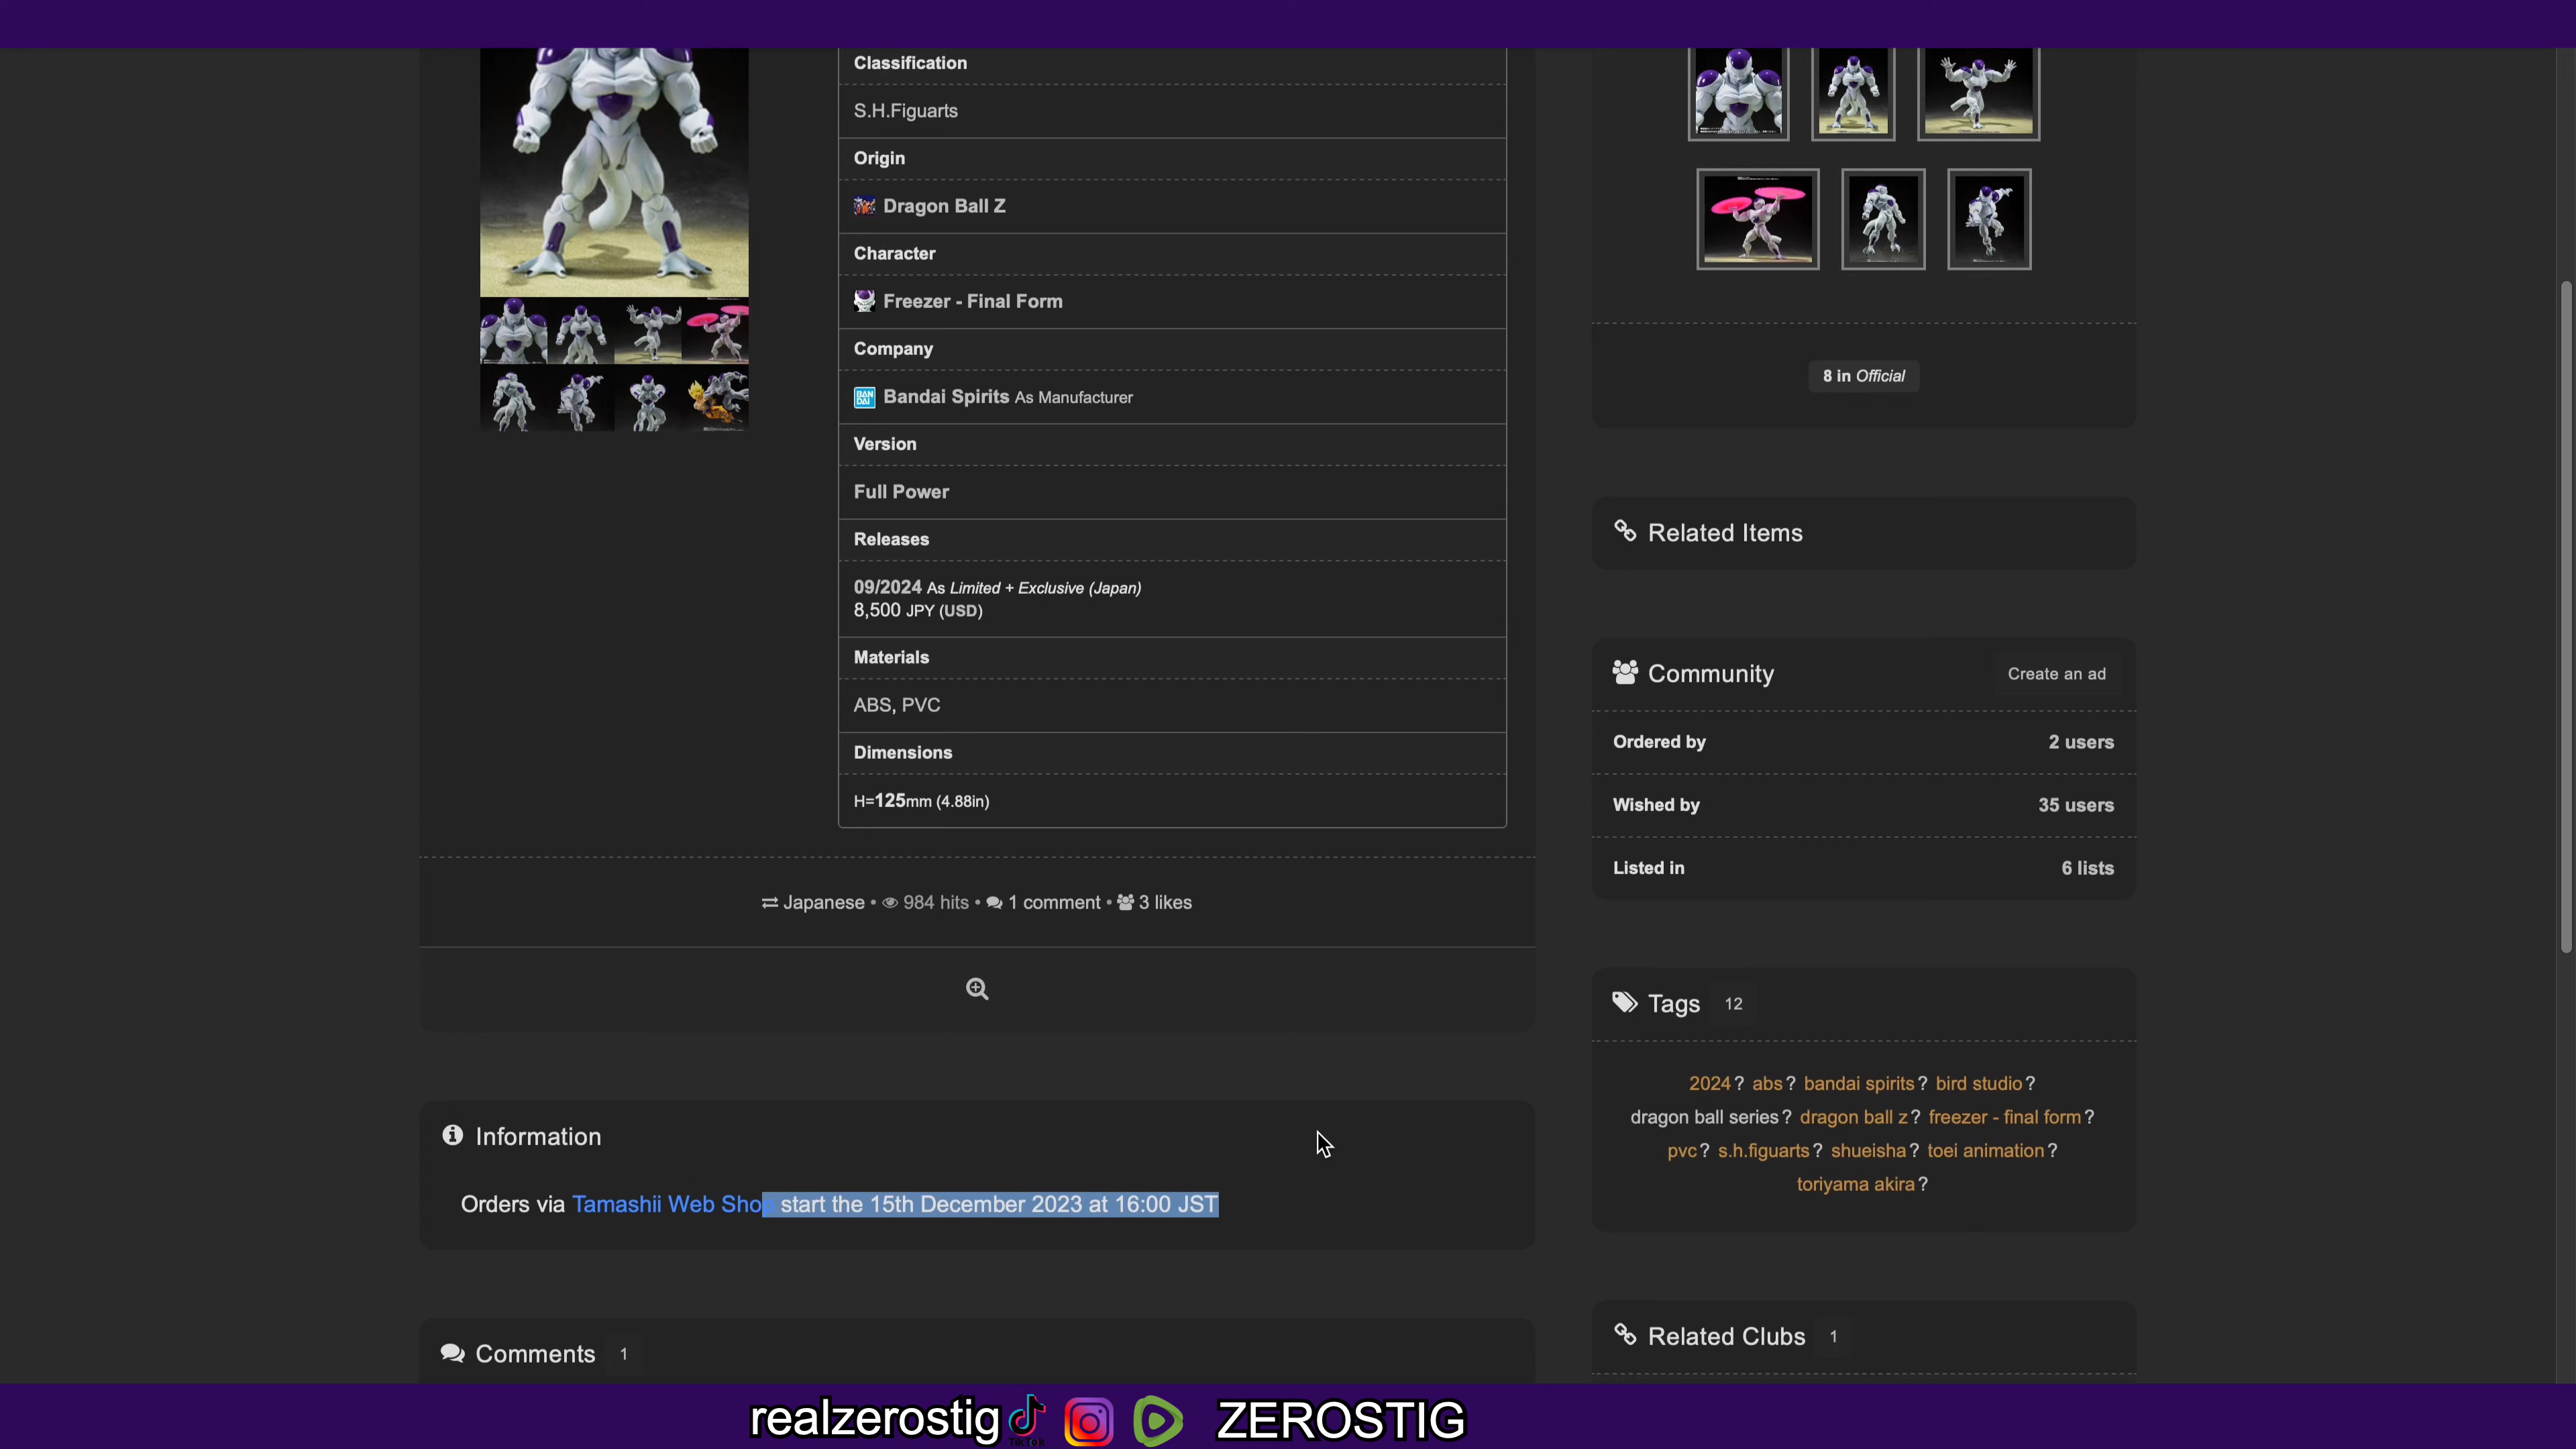 Classification
S.H.Figuarts
Origin
Dragon Ball Z
Character
Freezer - Final Form
Company
BAN
DAI
Bandai Spirits As Manufacturer
Version
Full Power
Releases
09/2024 As Limited + Exclusive (Japan)
8,500 JPY (USD)
Materials
ABS, PVC
Dimensions
H=125mm (4.88in)
Japanese • 984 hits • 1 comment • 3 likes
Information
Orders via Tamashii Web Shop start the 15th December 2023 at 16:00 JST
Comments 1
8 in Official
Related Items
Community Create an ad
Ordered by 2 users
Wished by 35 users
Listed in 6 lists
Tags 12
2024 ? abs ? bandai spirits ? bird studio ?
dragon ball series ? dragon ball z ? freezer - final form ?
pvc ? s.h.figuarts ? shueisha ? toei animation ?
toriyama akira ?
Related Clubs 1
realzerostig TikTok ZEROSTIG